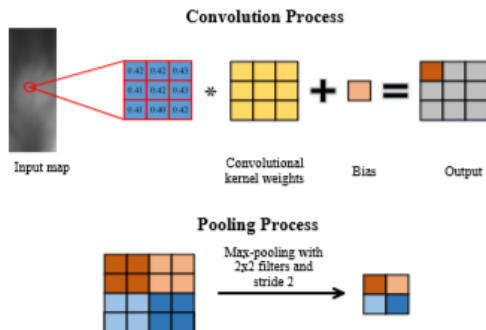 Convolution Process
0.42 0.42 0.43
0.41 0.42 0.43
0.41 0.40 0.42
*
+
=
Input map
Convolutional
kernel weights
Bias
Output
Pooling Process
Max-pooling with
2x2 filters and
stride 2